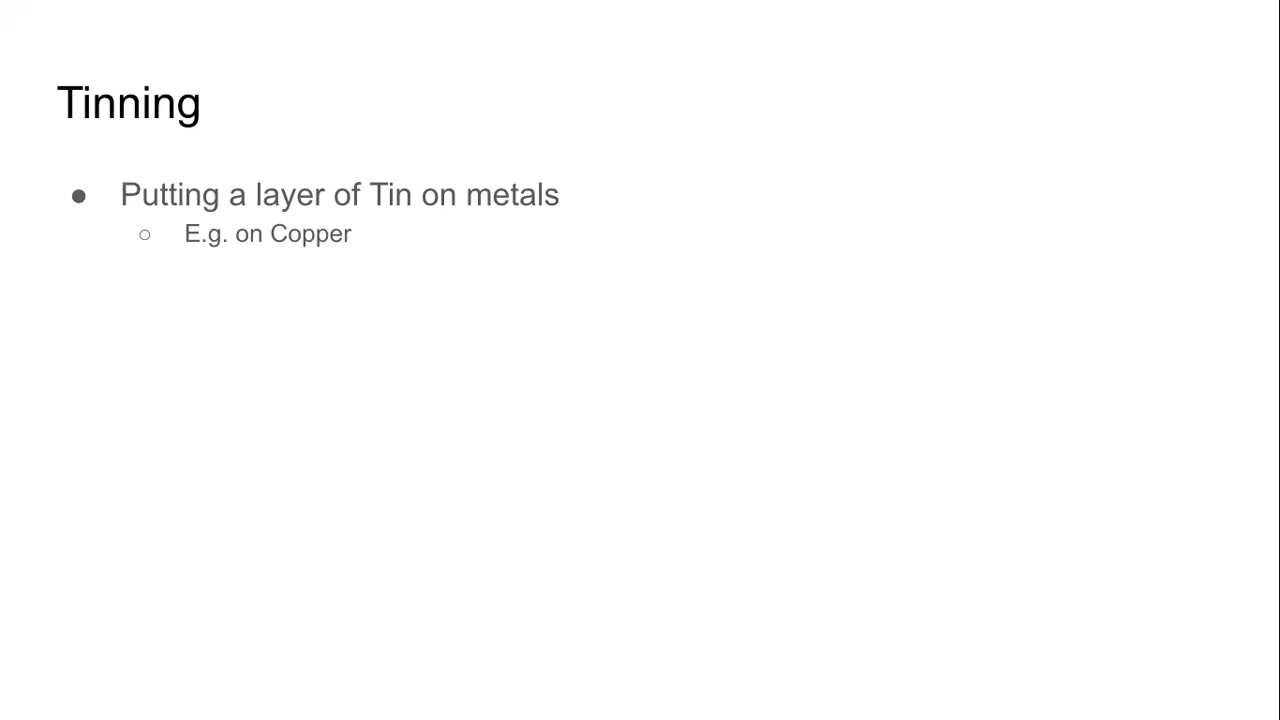 Tinning
● Putting a layer of Tin on metals
○ E.g. on Copper